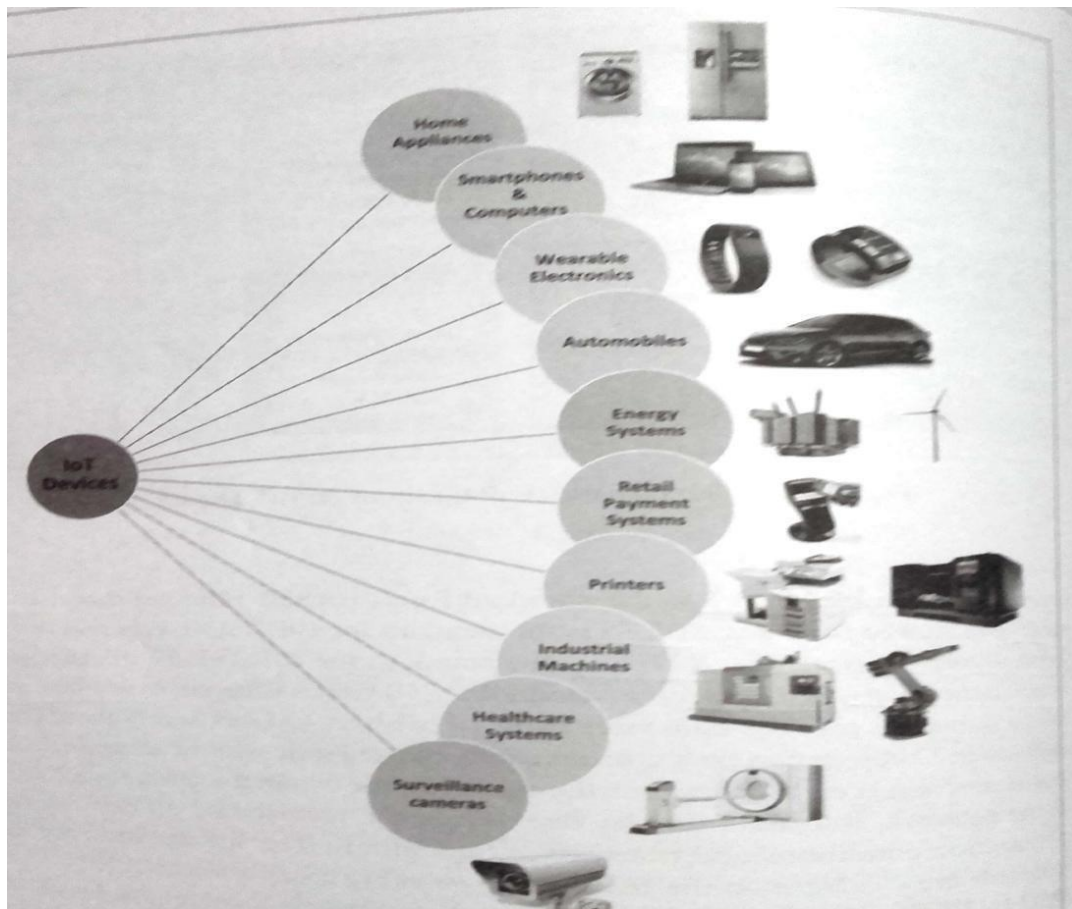 Home
Appliances
Smartphones
&
Computers
Wearable
Electronics
Automobiles
Energy
Systems
IoT
Devices
Retail
Payment
Systems
Printers
Industrial
Machines
Healthcare
Systems
Surveillance
cameras